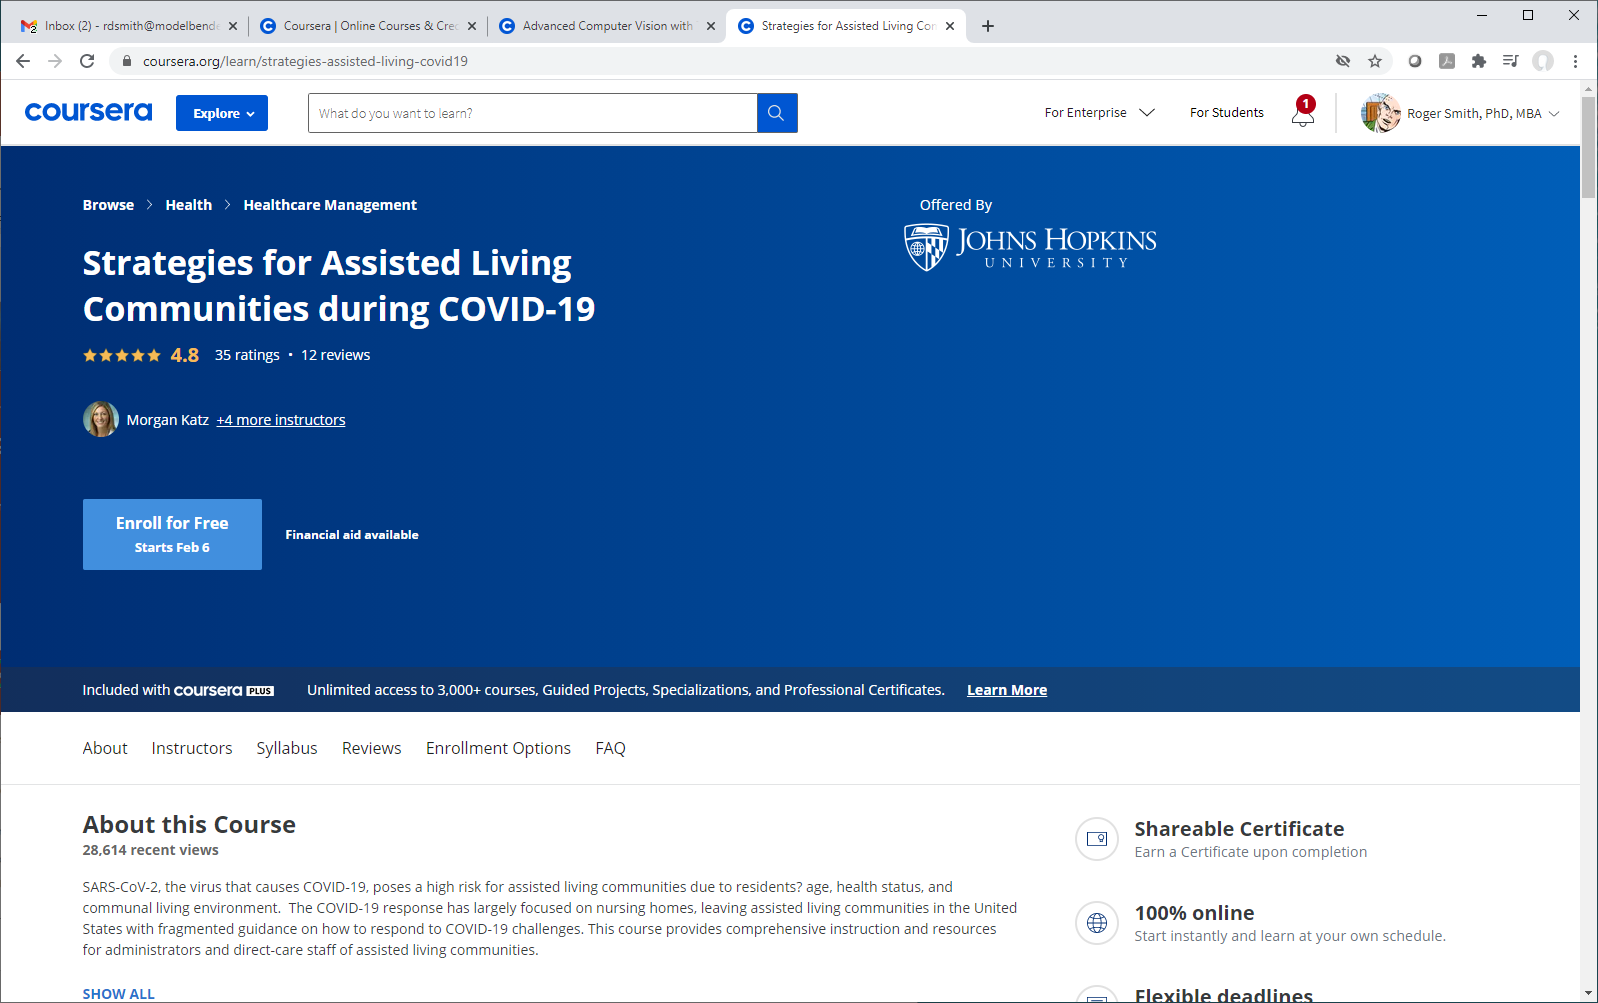 Inbox (2) - rdsmith@modelbende
Coursera | Online Courses & Cred
Advanced Computer Vision with
Strategies for Assisted Living Com
coursera.org/learn/strategies-assisted-living-covid19
coursera
Explore
What do you want to learn?
For Enterprise
For Students
1
Roger Smith, PhD, MBA
Browse > Health > Healthcare Management
Offered By
JOHNS HOPKINS
UNIVERSITY
Strategies for Assisted Living
Communities during COVID-19
4.8 35 ratings • 12 reviews
Morgan Katz +4 more instructors
Enroll for Free
Starts Feb 6
Financial aid available
Included with coursera PLUS Unlimited access to 3,000+ courses, Guided Projects, Specializations, and Professional Certificates. Learn More
About Instructors Syllabus Reviews Enrollment Options FAQ
About this Course
28,614 recent views
SARS-CoV-2, the virus that causes COVID-19, poses a high risk for assisted living communities due to residents? age, health status, and
communal living environment.  The COVID-19 response has largely focused on nursing homes, leaving assisted living communities in the United
States with fragmented guidance on how to respond to COVID-19 challenges. This course provides comprehensive instruction and resources
for administrators and direct-care staff of assisted living communities.
SHOW ALL
Shareable Certificate
Earn a Certificate upon completion
100% online
Start instantly and learn at your own schedule.
Flexible deadlines